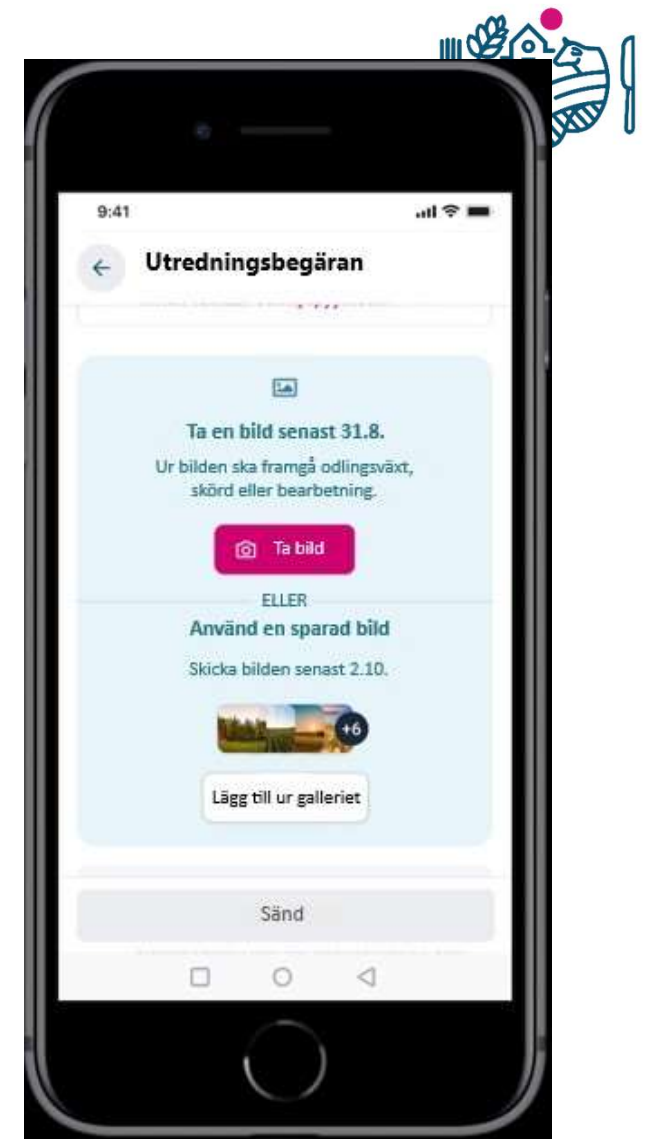 9:41
Utredningsbegäran
Ta en bild senast 31.8.
Ur bilden ska framgå odlingsväxt,
skörd eller bearbetning.
Ta bild
ELLER
Använd en sparad bild
Skicka bilden senast 2.10.
+6
Lägg till ur galleriet
Sänd